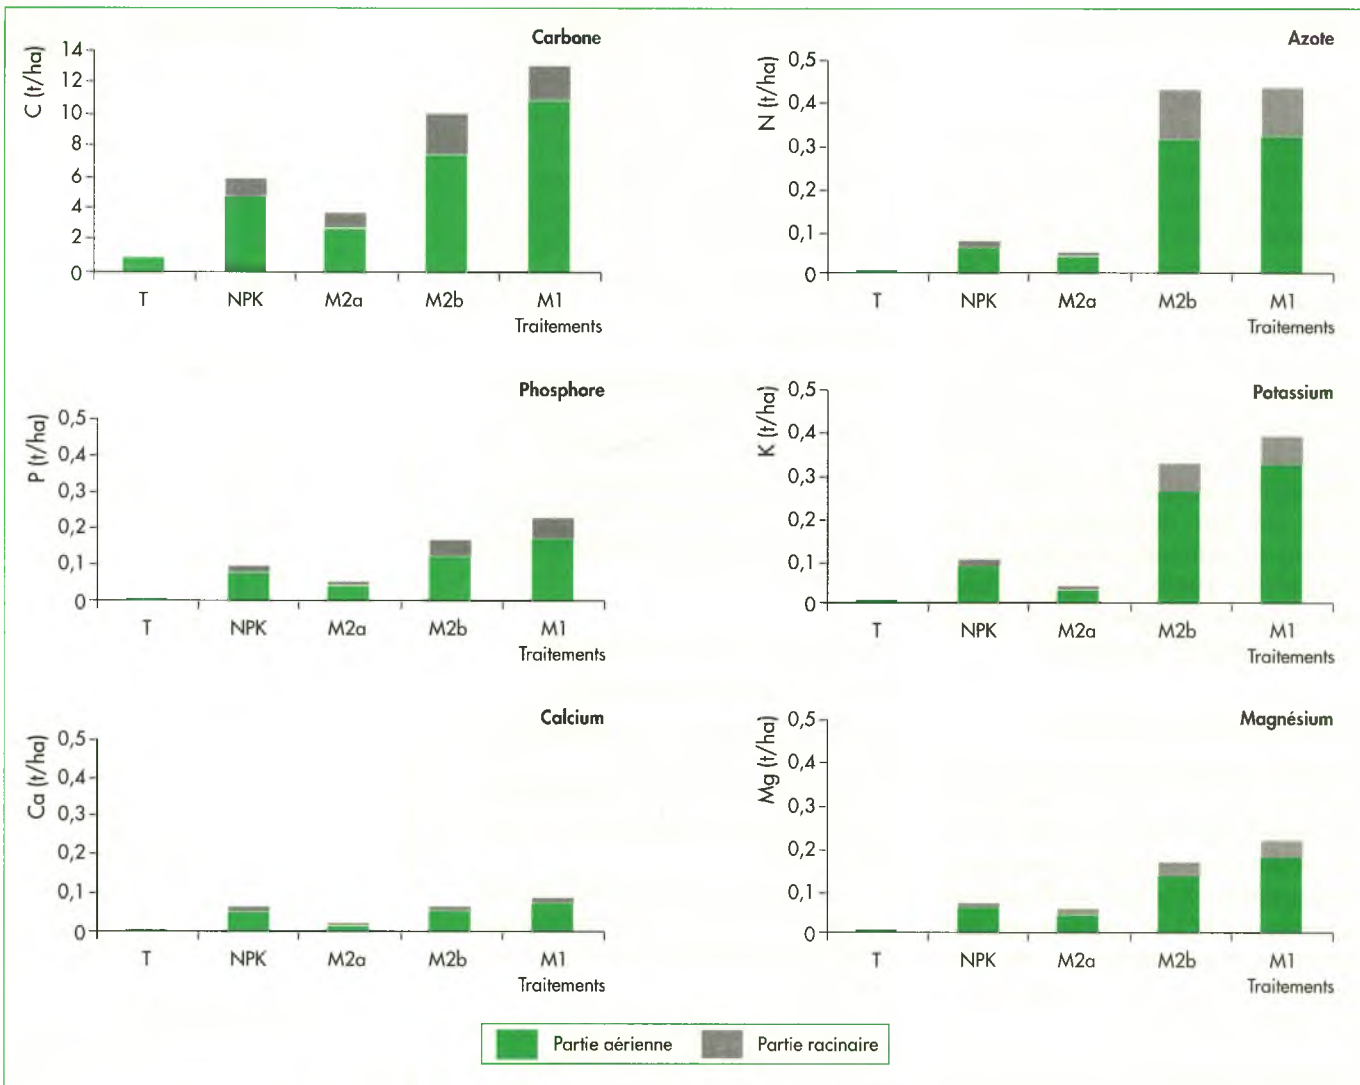 Carbone
C (t/ha)
14
12
10
8
6
4
2
0
T NPK M2a M2b M1
Traitements
Azote
N (t/ha)
0,5
0,4
0,3
0,2
0,1
0
T NPK M2a M2b M1
Traitements
Phosphore
P (t/ha)
0,5
0,4
0,3
0,2
0,1
0
T NPK M2a M2b M1
Traitements
Potassium
K (t/ha)
0,5
0,4
0,3
0,2
0,1
0
T NPK M2a M2b M1
Traitements
Calcium
Ca (t/ha)
0,5
0,4
0,3
0,2
0,1
0
T NPK M2a M2b M1
Traitements
Magnésium
Mg (t/ha)
0,5
0,4
0,3
0,2
0,1
0
T NPK M2a M2b M1
Traitements
Partie aérienne Partie racinaire